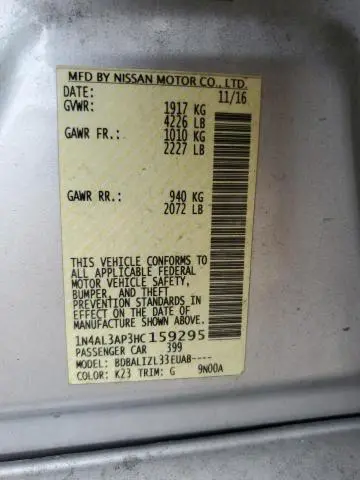 MFD BY NISSAN MOTOR CO., LTD.
DATE: 11/16
GVWR: 1917 KG
4226 LB
GAWR FR.: 1010 KG
2227 LB
GAWR RR.: 940 KG
2072 LB
THIS VEHICLE CONFORMS TO
ALL APPLICABLE FEDERAL
MOTOR VEHICLE SAFETY,
BUMPER, AND THEFT
PREVENTION STANDARDS IN
EFFECT ON THE DATE OF
MANUFACTURE SHOWN ABOVE.
1N4AL3AP3HC159295
PASSENGER CAR 399
MODEL: BDBALIZL33EUAB----
COLOR: K23 TRIM: G 9N00A